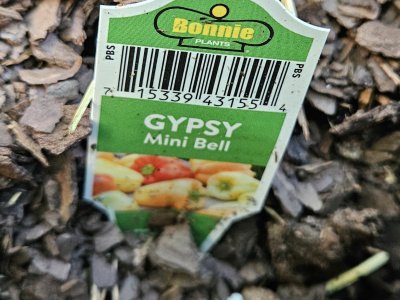 Bonnie
PLANTS
PBS
PBS
7 15339 43155 4
GYPSY
Mini Bell